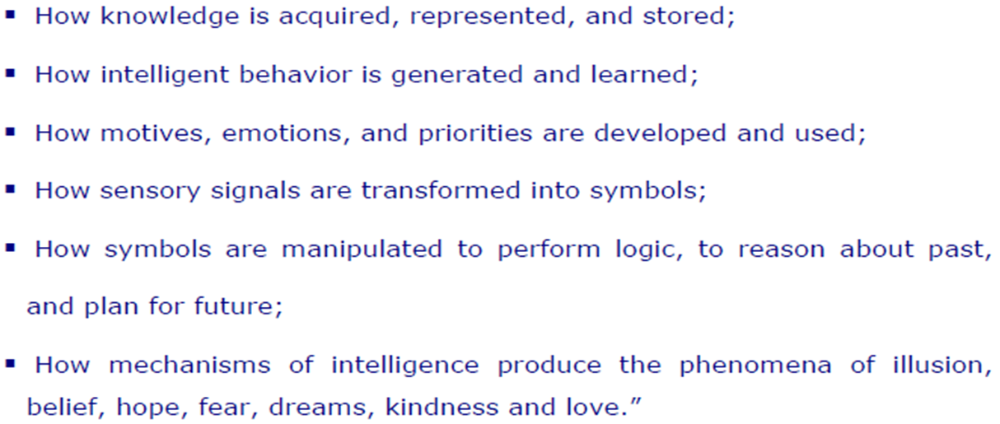 ▪ How knowledge is acquired, represented, and stored;
▪ How intelligent behavior is generated and learned;
▪ How motives, emotions, and priorities are developed and used;
▪ How sensory signals are transformed into symbols;
▪ How symbols are manipulated to perform logic, to reason about past,
and plan for future;
▪ How mechanisms of intelligence produce the phenomena of illusion,
belief, hope, fear, dreams, kindness and love.”